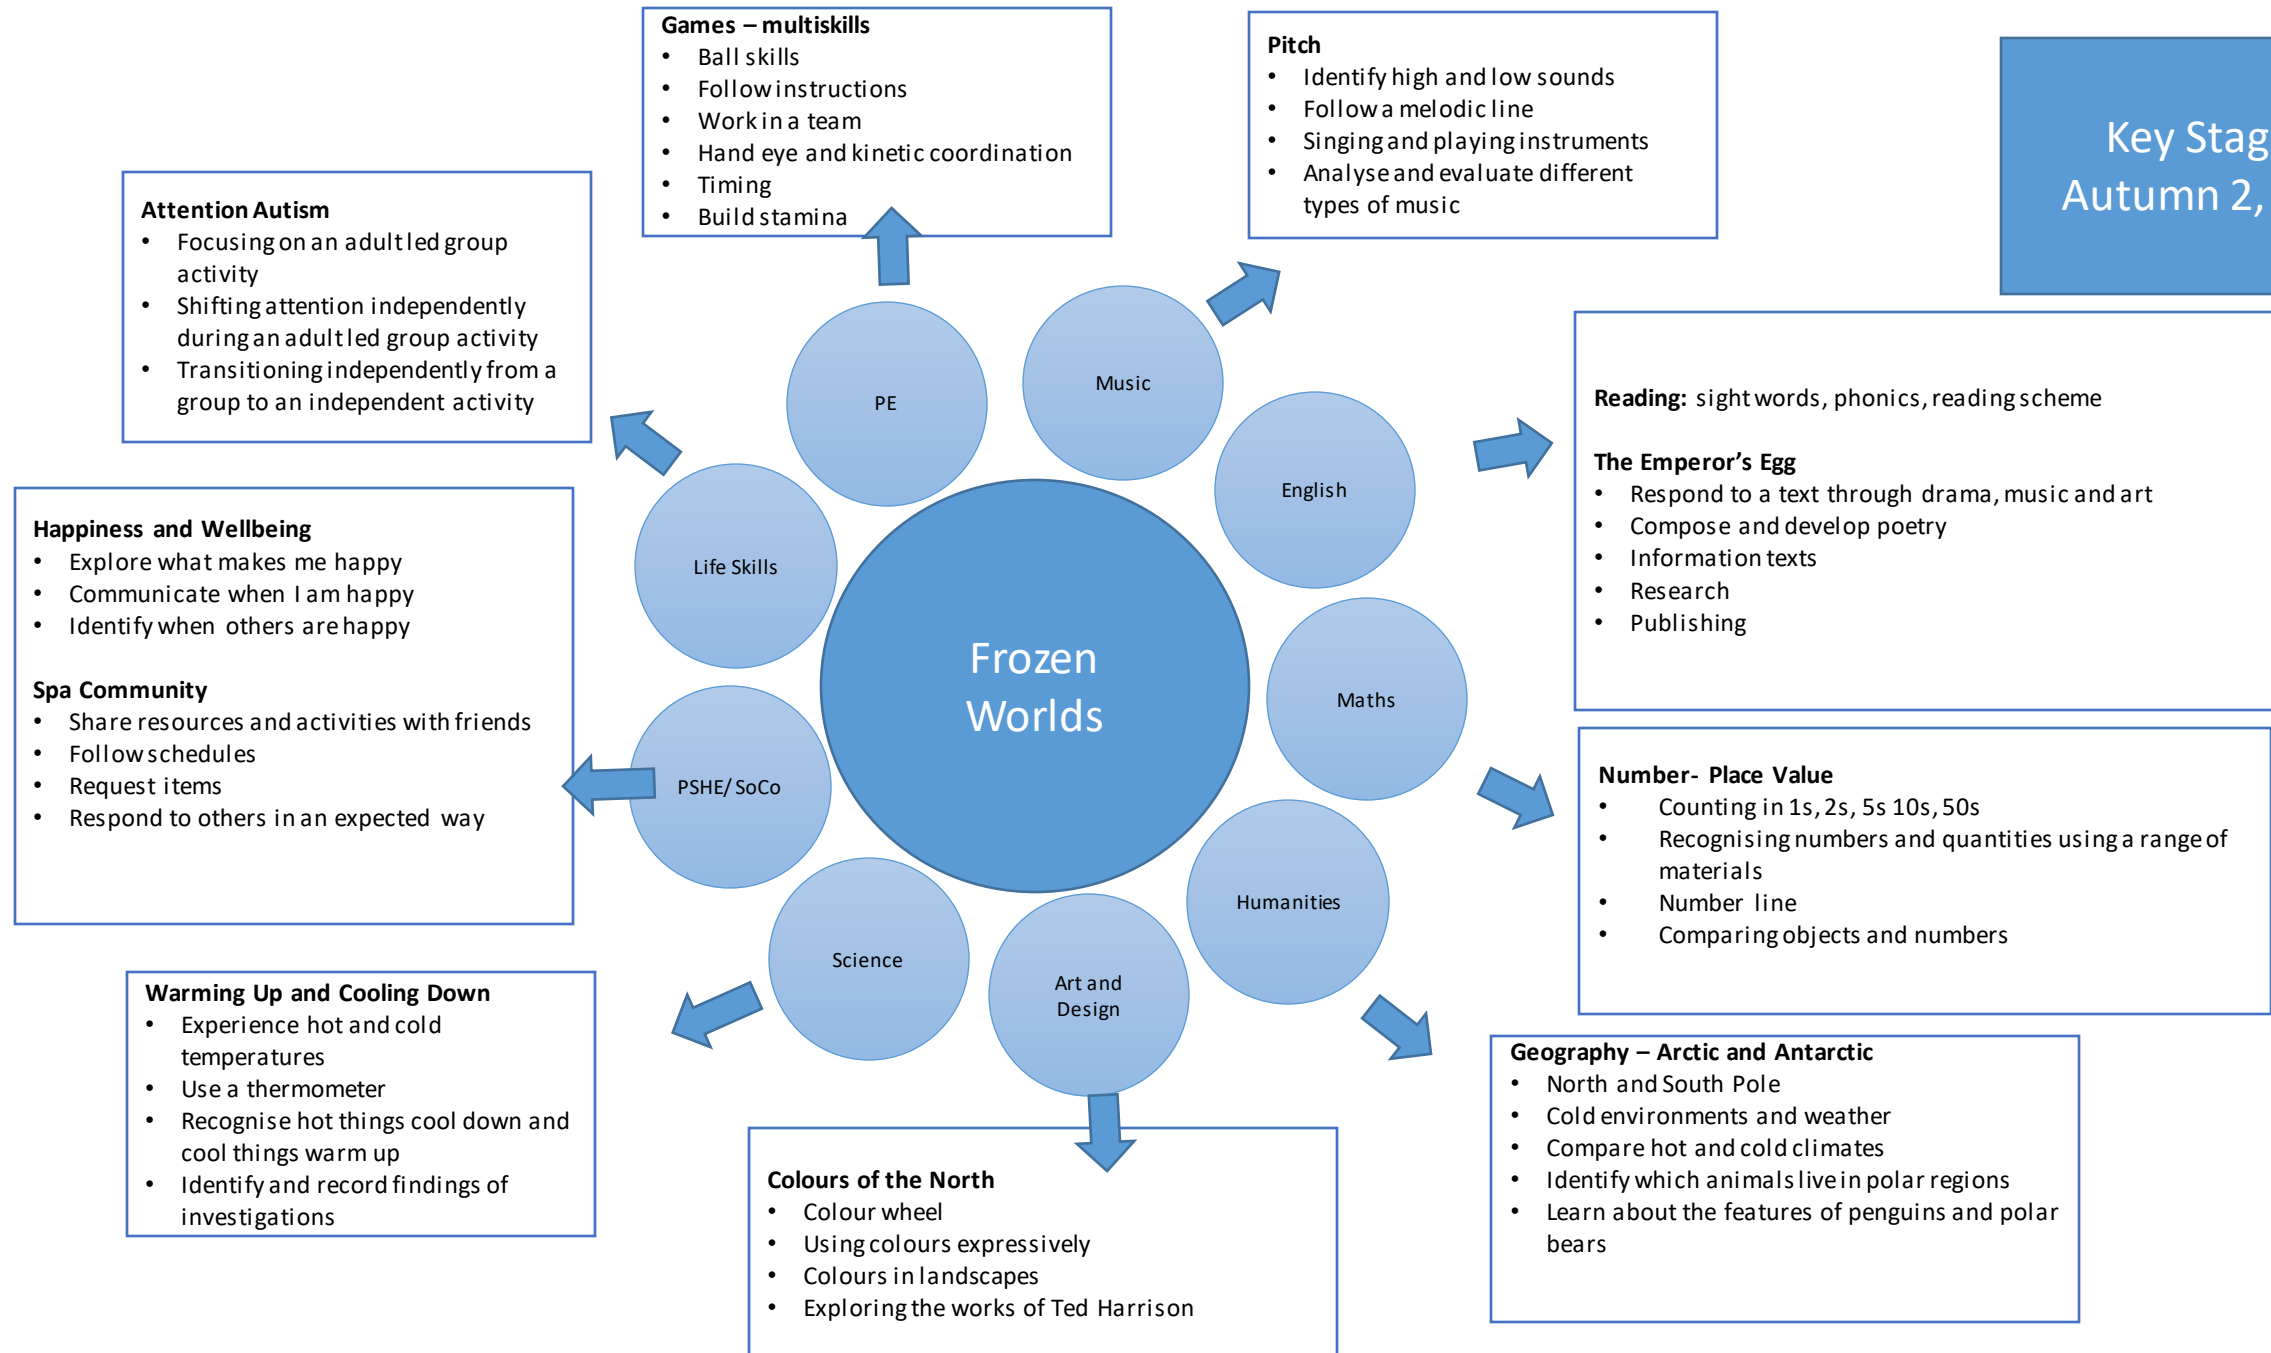 Games – multiskills
• Ball skills
• Follow instructions
• Work in a team
• Hand eye and kinetic coordination
• Timing
• Build stamina
Pitch
• Identify high and low sounds
• Follow a melodic line
• Singing and playing instruments
• Analyse and evaluate different
types of music
Key Stag
Autumn 2,
Attention Autism
• Focusing on an adult led group
activity
• Shifting attention independently
during an adult led group activity
• Transitioning independently from a
group to an independent activity
PE
Music
English
Life Skills
Maths
PSHE/ SoCo
Humanities
Science
Art and
Design
Frozen
Worlds
Reading: sight words, phonics, reading scheme
The Emperor's Egg
• Respond to a text through drama, music and art
• Compose and develop poetry
• Information texts
• Research
• Publishing
Happiness and Wellbeing
• Explore what makes me happy
• Communicate when I am happy
• Identify when others are happy
Spa Community
• Share resources and activities with friends
• Follow schedules
• Request items
• Respond to others in an expected way
Number- Place Value
• Counting in 1s, 2s, 5s 10s, 50s
• Recognising numbers and quantities using a range of
materials
• Number line
• Comparing objects and numbers
Warming Up and Cooling Down
• Experience hot and cold
temperatures
• Use a thermometer
• Recognise hot things cool down and
cool things warm up
• Identify and record findings of
investigations
Geography – Arctic and Antarctic
• North and South Pole
• Cold environments and weather
• Compare hot and cold climates
• Identify which animals live in polar regions
• Learn about the features of penguins and polar
bears
Colours of the North
• Colour wheel
• Using colours expressively
• Colours in landscapes
• Exploring the works of Ted Harrison